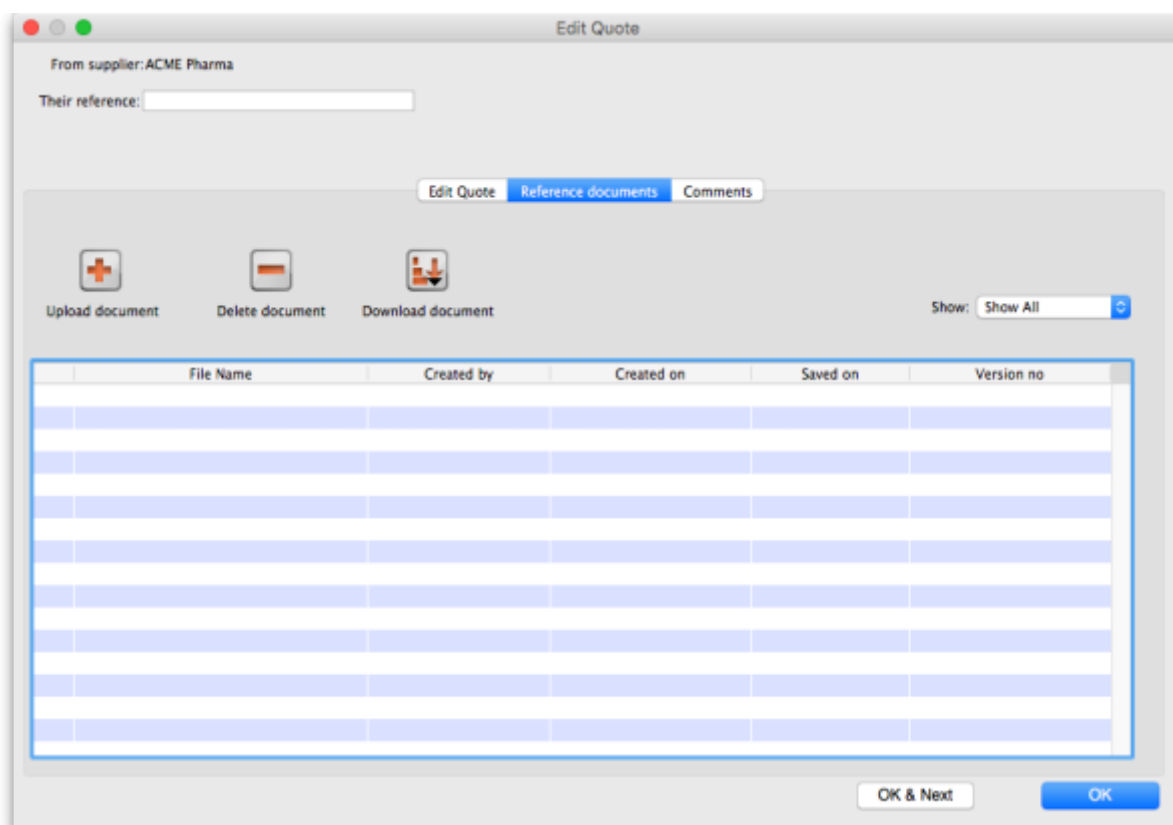 Edit Quote
From supplier:ACME Pharma
Their reference:
Edit Quote Reference documents Comments
Upload document Delete document Download document Show: Show All
File Name Created by Created on Saved on Version no
OK & Next OK